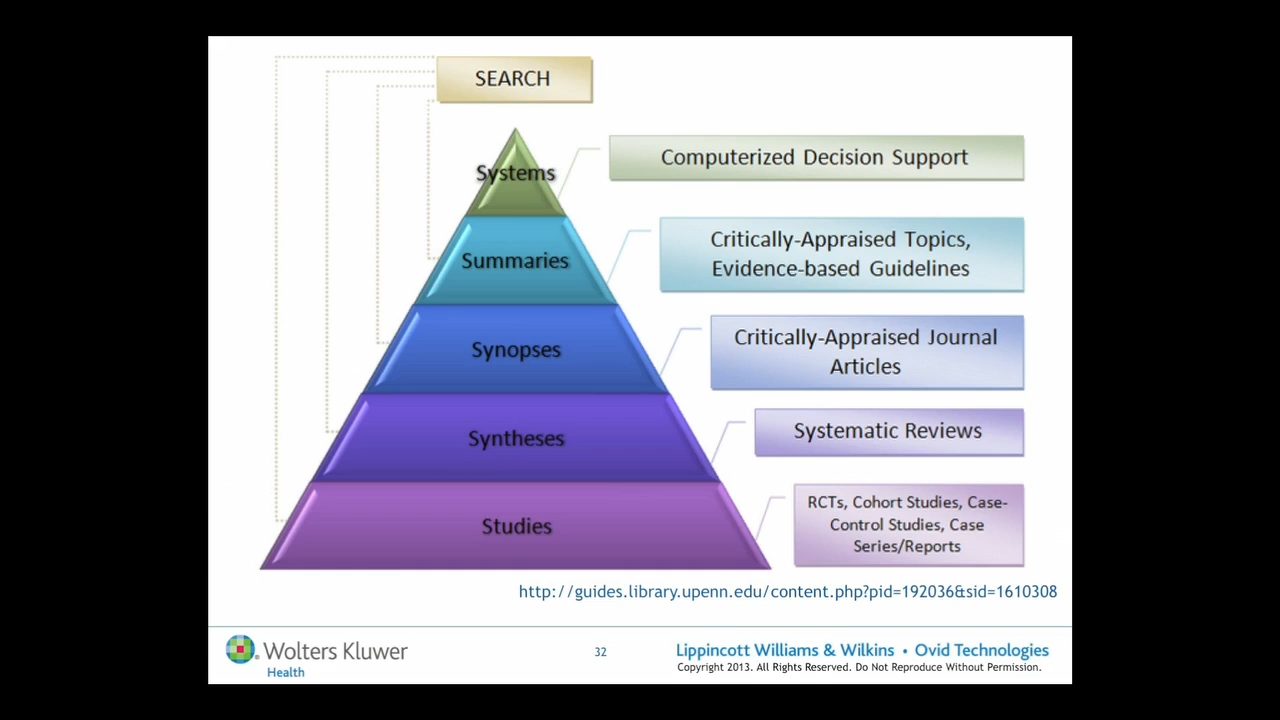 SEARCH
Systems
Computerized Decision Support
Summaries
Critically-Appraised Topics,
Evidence-based Guidelines
Synopses
Critically-Appraised Journal
Articles
Syntheses
Systematic Reviews
Studies
RCTs, Cohort Studies, Case-
Control Studies, Case
Series/Reports
http://guides.library.upenn.edu/content.php?pid=192036&sid=1610308
Wolters Kluwer
Health
32
Lippincott Williams & Wilkins • Ovid Technologies
Copyright 2013. All Rights Reserved. Do Not Reproduce Without Permission.